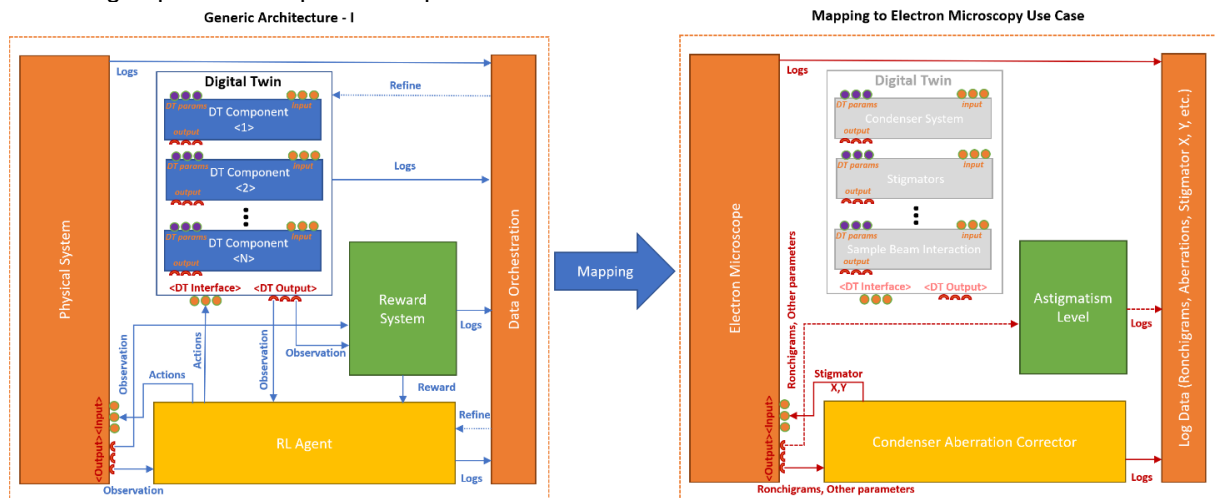 Generic Architecture - I
Physical System
Logs
Digital Twin
Refine
DT params
input
DT Component
<1>
output
DT params
input
DT Component
<2>
output
Logs
DT params
input
DT Component
<N>
output
<DT Interface>
<DT Output>
Reward
System
Logs
Data Orchestration
Observation
Actions
Actions
Observation
Observation
Reward
<Output><Input>
RL Agent
Refine
Logs
Observation
Mapping
Mapping to Electron Microscopy Use Case
Electron Microscope
Logs
Digital Twin
DT params
input
Condenser System
output
DT params
input
Stigmators
output
DT params
input
Sample Beam Interaction
output
<DT Interface>
<DT Output>
Astigmatism
Level
Logs
Log Data (Ronchigrams, Aberrations, Stigmator X, Y, etc.)
Ronchigrams, Other parameters
Stigmator
X,Y
<Output><Input>
Condenser Aberration Corrector
Logs
Ronchigrams, Other parameters